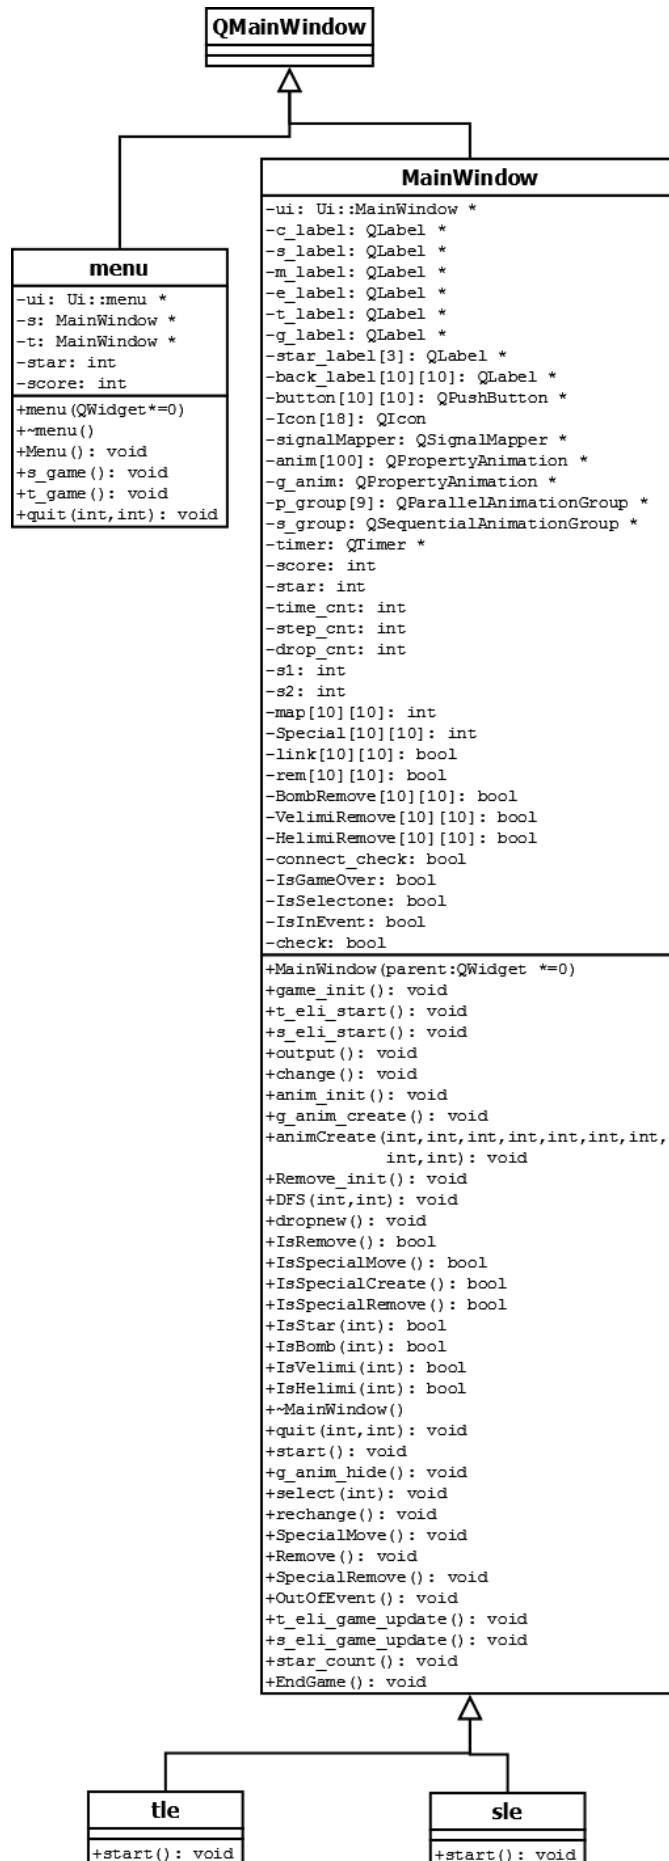 QMainWindow
MainWindow
-ui: Ui::MainWindow *
-c_label: QLabel *
-s_label: QLabel *
-m_label: QLabel *
-e_label: QLabel *
-t_label: QLabel *
-g_label: QLabel *
-star_label[3]: QLabel *
-back_label[10][10]: QLabel *
-button[10][10]: QPushButton *
-Icon[18]: QIcon
-signalMapper: QSignalMapper *
-anim[100]: QPropertyAnimation *
-g_anim: QPropertyAnimation *
-p_group[9]: QParallelAnimationGroup *
-s_group: QSequentialAnimationGroup *
-timer: QTimer *
-score: int
-star: int
-time_cnt: int
-step_cnt: int
-drop_cnt: int
-s1: int
-s2: int
-map[10][10]: int
-Special[10][10]: int
-link[10][10]: bool
-rem[10][10]: bool
-BombRemove[10][10]: bool
-VelimiRemove[10][10]: bool
-HelimiRemove[10][10]: bool
-connect_check: bool
-IsGameOver: bool
-IsSelectone: bool
-IsInEvent: bool
-check: bool
+MainWindow(parent:QWidget *=0)
+game_init(): void
+t_eli_start(): void
+s_eli_start(): void
+output(): void
+change(): void
+anim_init(): void
+g_anim_create(): void
+animCreate(int,int,int,int,int,int,int,
int,int): void
+Remove_init(): void
+DFS(int,int): void
+dropnew(): void
+IsRemove(): bool
+IsSpecialMove(): bool
+IsSpecialCreate(): bool
+IsSpecialRemove(): bool
+IsStar(int): bool
+IsBomb(int): bool
+IsVelimi(int): bool
+IsHelimi(int): bool
+~MainWindow()
+quit(int,int): void
+start(): void
+g_anim_hide(): void
+select(int): void
+rechange(): void
+SpecialMove(): void
+Remove(): void
+SpecialRemove(): void
+OutOfEvent(): void
+t_eli_game_update(): void
+s_eli_game_update(): void
+star_count(): void
+EndGame(): void
menu
-ui: Ui::menu *
-s: MainWindow *
-t: MainWindow *
-star: int
-score: int
+menu(QWidget*=0)
+~menu()
+Menu(): void
+s_game(): void
+t_game(): void
+quit(int,int): void
tle
+start(): void
sle
+start(): void